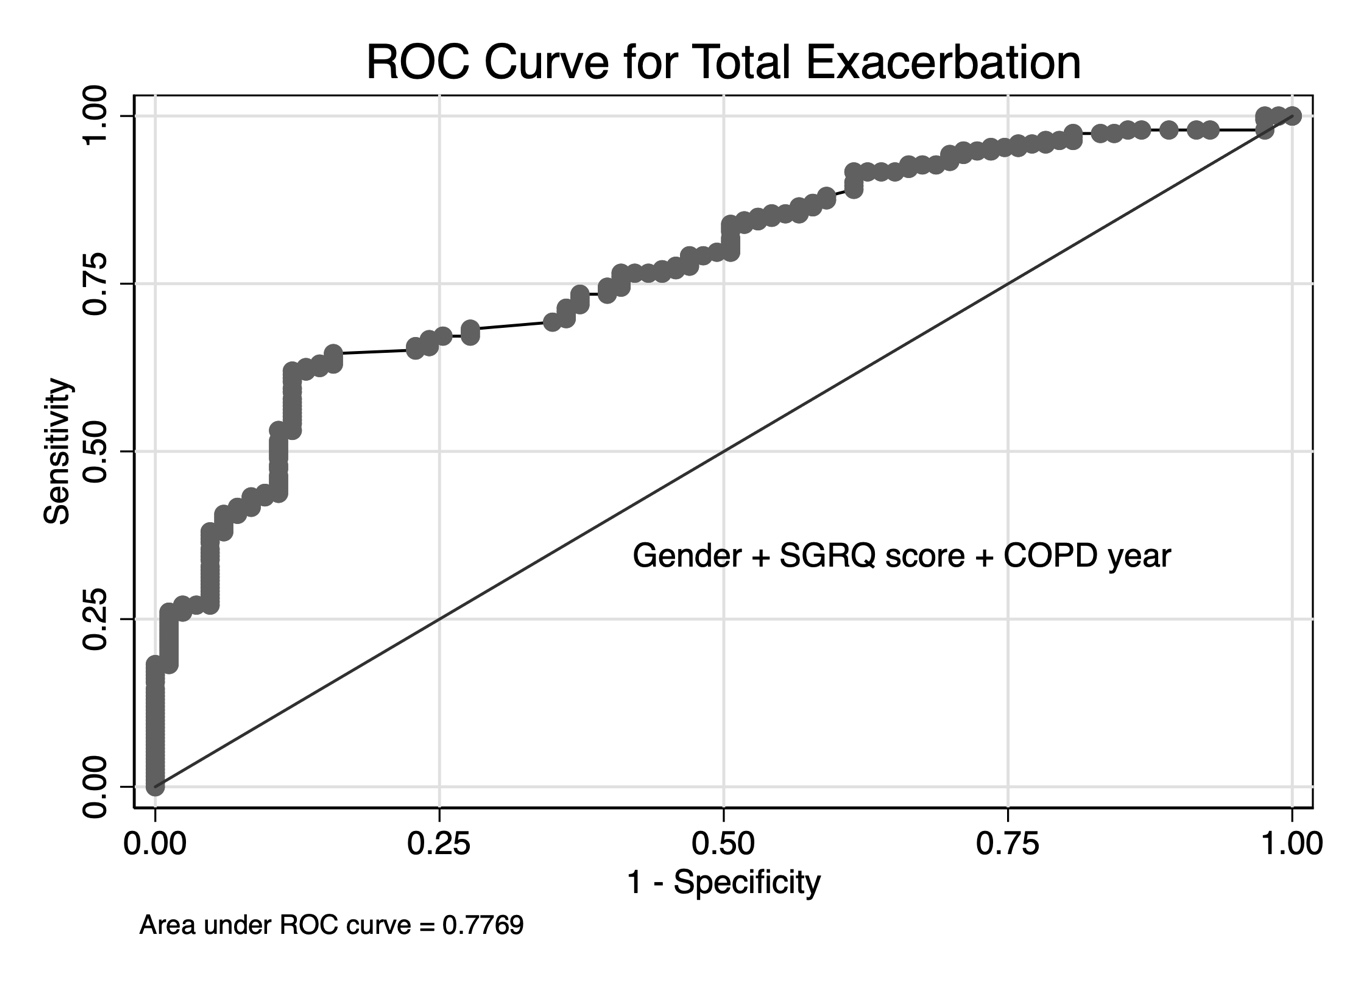 ROC Curve for Total Exacerbation
1.00
0.75
0.50
0.25
0.00
Sensitivity
Gender + SGRQ score + COPD year
0.00 0.25 0.50 0.75 1.00
1 - Specificity
Area under ROC curve = 0.7769